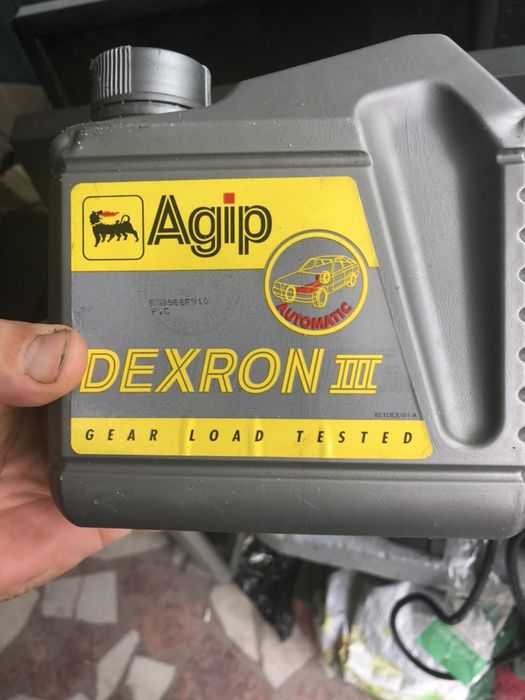 Agip
AUTOMATIC
DEXRON III
GEAR LOAD TESTED